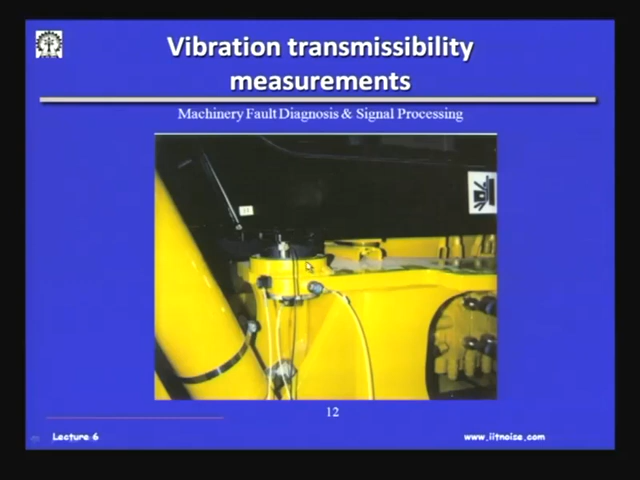 Vibration transmissibility
measurements
Machinery Fault Diagnosis & Signal Processing
12
Lecture 6
www.iitnoise.com